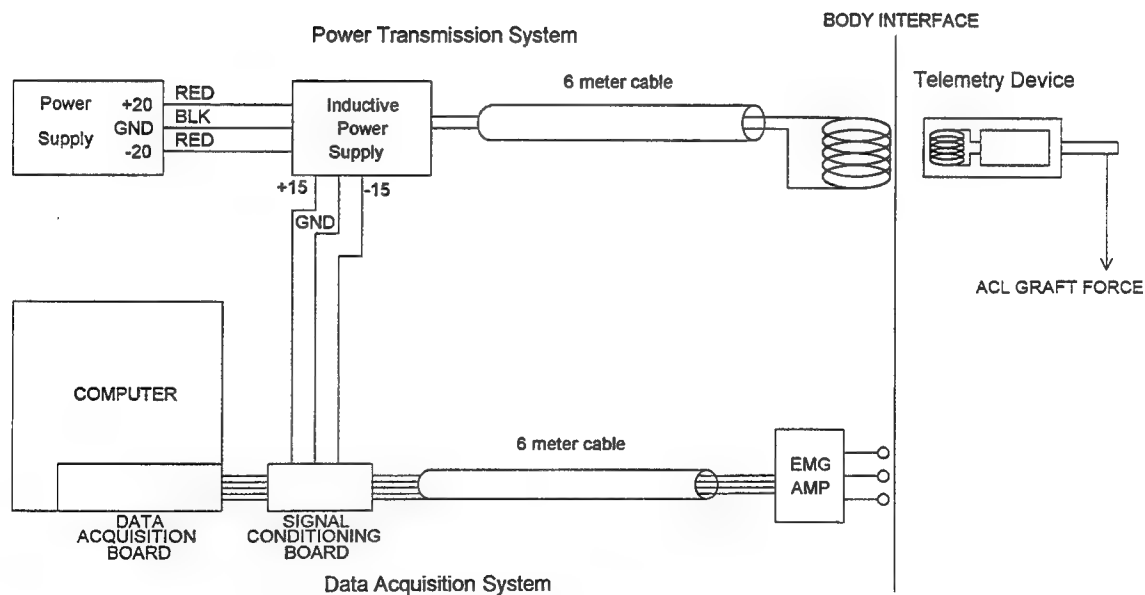 BODY INTERFACE
Power Transmission System
6 meter cable
Telemetry Device
Power
Supply
+20
GND
-20
RED
BLK
RED
Inductive
Power
Supply
+15
-15
GND
ACL GRAFT FORCE
COMPUTER
6 meter cable
EMG
AMP
DATA
ACQUISITION
BOARD
SIGNAL
CONDITIONING
BOARD
Data Acquisition System